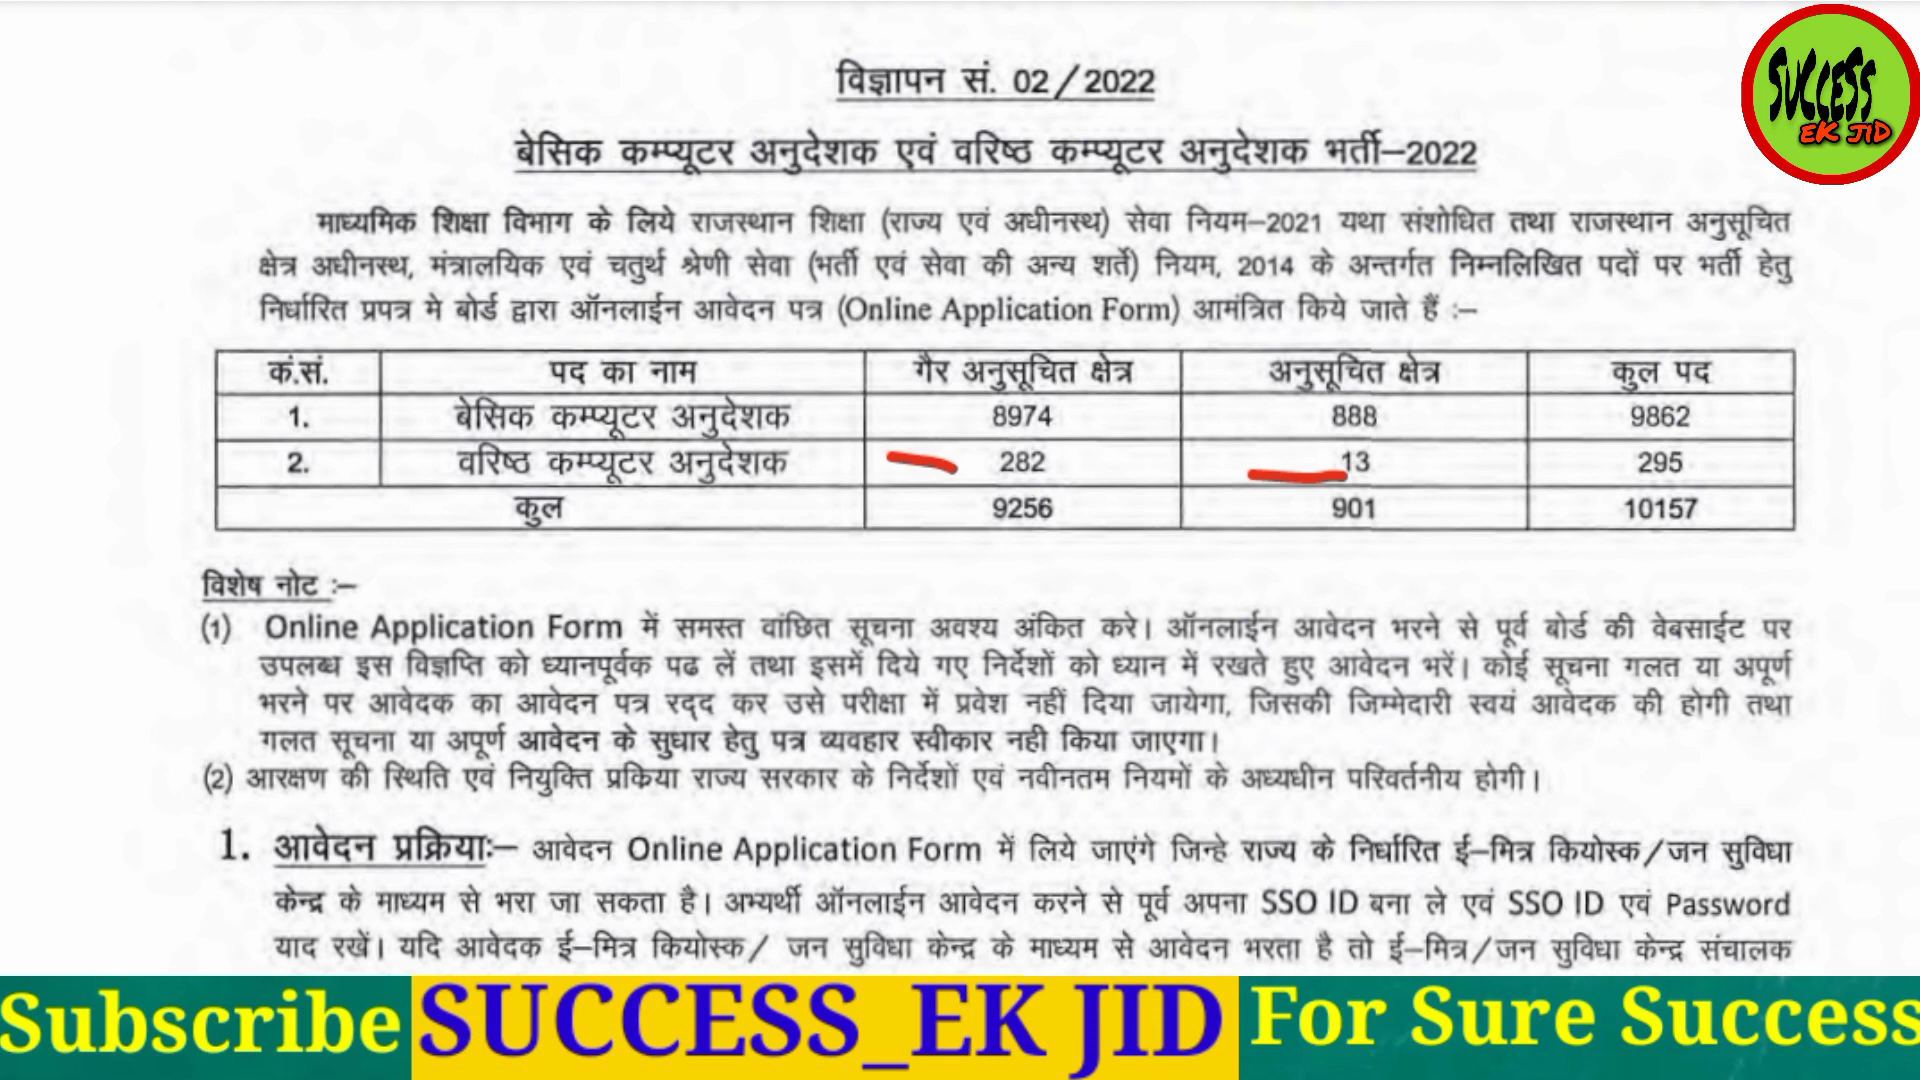 विज्ञापन सं. 02/2022
SUCCESS
EK JID
बेसिक कम्प्यूटर अनुदेशक एवं वरिष्ठ कम्प्यूटर अनुदेशक भर्ती–2022
माध्यमिक शिक्षा विभाग के लिये राजस्थान शिक्षा (राज्य एवं अधीनस्थ) सेवा नियम–2021 यथा संशोधित तथा राजस्थान अनुसूचित
क्षेत्र अधीनस्थ, मंत्रालयिक एवं चतुर्थ श्रेणी सेवा (भर्ती एवं सेवा की अन्य शर्ते) नियम, 2014 के अन्तर्गत निम्नलिखित पदों पर भर्ती हेतु
निर्धारित प्रपत्र मे बोर्ड द्वारा ऑनलाईन आवेदन पत्र (Online Application Form) आमंत्रित किये जाते हैं :–
कं.सं. पद का नाम गैर अनुसूचित क्षेत्र अनुसूचित क्षेत्र कुल पद
1. बेसिक कम्प्यूटर अनुदेशक 8974 888 9862
2. वरिष्ठ कम्प्यूटर अनुदेशक 282 13 295
कुल 9256 901 10157
विशेष नोट :–
(1) Online Application Form में समस्त वांछित सूचना अवश्य अंकित करे। ऑनलाईन आवेदन भरने से पूर्व बोर्ड की वेबसाईट पर
उपलब्ध इस विज्ञप्ति को ध्यानपूर्वक पढ लें तथा इसमें दिये गए निर्देशों को ध्यान में रखते हुए आवेदन भरें। कोई सूचना गलत या अपूर्ण
भरने पर आवेदक का आवेदन पत्र रद्द कर उसे परीक्षा में प्रवेश नहीं दिया जायेगा, जिसकी जिम्मेदारी स्वयं आवेदक की होगी तथा
गलत सूचना या अपूर्ण आवेदन के सुधार हेतु पत्र व्यवहार स्वीकार नही किया जाएगा।
(2) आरक्षण की स्थिति एवं नियुक्ति प्रकिया राज्य सरकार के निर्देशों एवं नवीनतम नियमों के अध्यधीन परिवर्तनीय होगी।
1. आवेदन प्रक्रियाः– आवेदन Online Application Form में लिये जाएंगे जिन्हे राज्य के निर्धारित ई–मित्र कियोस्क/जन सुविधा
केन्द्र के माध्यम से भरा जा सकता है। अभ्यर्थी ऑनलाईन आवेदन करने से पूर्व अपना SSO ID बना ले एवं SSO ID एवं Password
याद रखें। यदि आवेदक ई–मित्र कियोस्क/ जन सुविधा केन्द्र के माध्यम से आवेदन भरता है तो ई–मित्र/जन सुविधा केन्द्र संचालक
Subscribe SUCCESS_EK JID For Sure Success